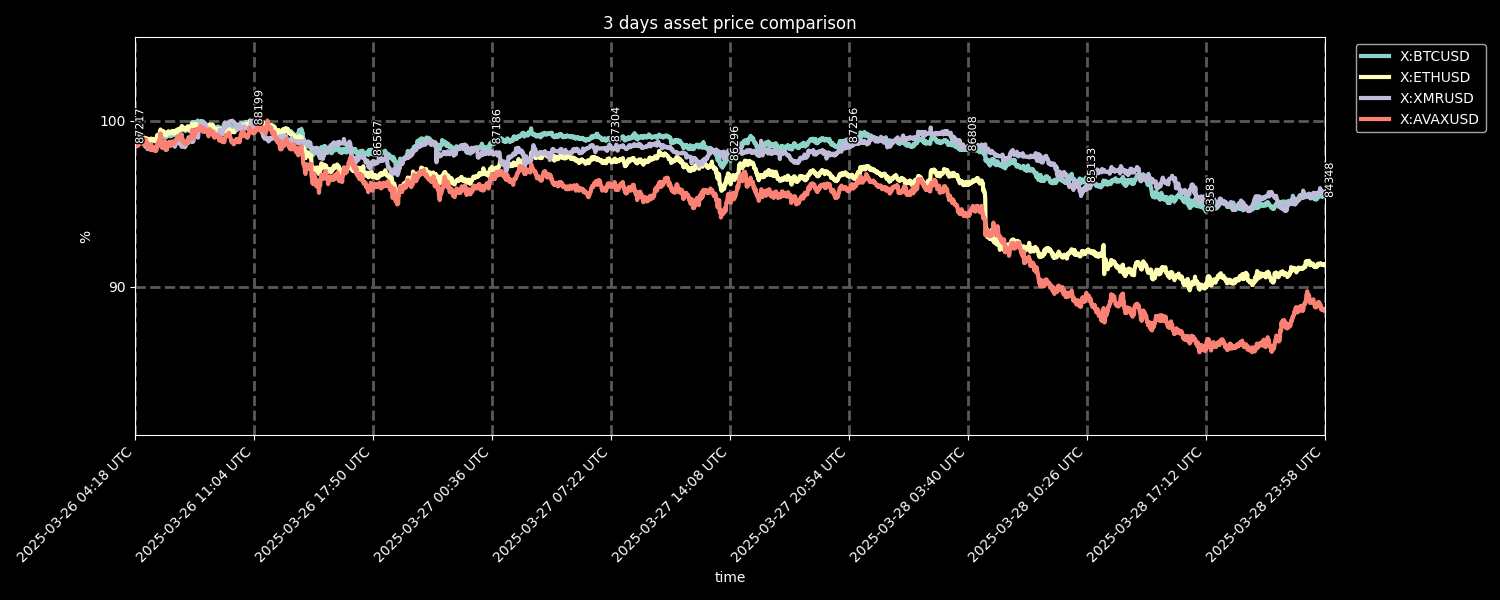 3 days asset price comparison
X:BTCUSD
X:ETHUSD
X:XMRUSD
X:AVAXUSD
100
90
%
87217
88199
86567
87186
87304
86296
87256
86808
85133
83583
84348
2025-03-26 04:18 UTC
2025-03-26 11:04 UTC
2025-03-26 17:50 UTC
2025-03-27 00:36 UTC
2025-03-27 07:22 UTC
2025-03-27 14:08 UTC
2025-03-27 20:54 UTC
2025-03-28 03:40 UTC
2025-03-28 10:26 UTC
2025-03-28 17:12 UTC
2025-03-28 23:58 UTC
time